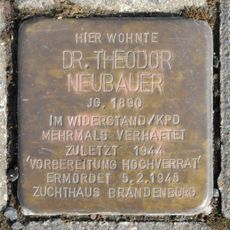 HIER WOHNTE
DR. THEODOR
NEUBAUER
JG. 1890
IM WIDERSTAND/KPD
MEHRMALS VERHAFTET
ZULETZT 1944
'VORBEREITUNG HOCHVERRAT'
ERMORDET 5.2.1945
ZUCHTHAUS BRANDENBURG